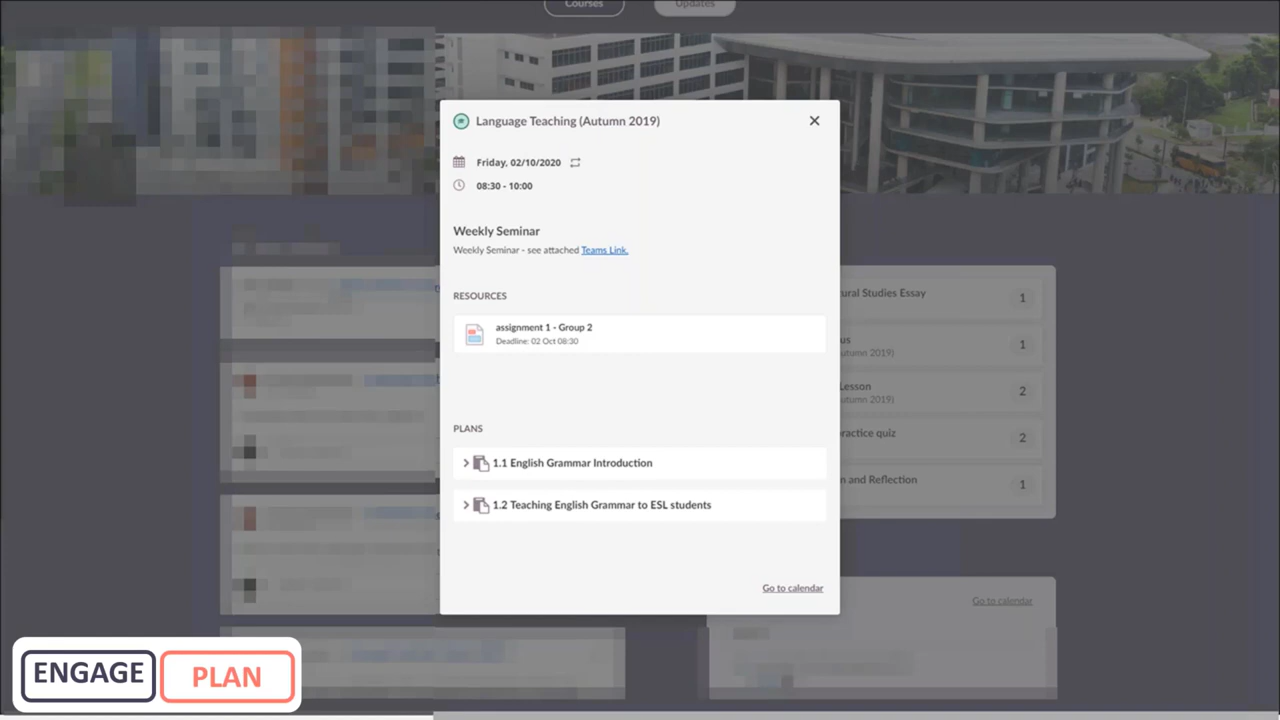 Courses
Updates
Language Teaching (Autumn 2019)
Friday, 02/10/2020
08:30 - 10:00
Weekly Seminar
Weekly Seminar - see attached Teams Link.
RESOURCES
assignment 1 - Group 2
Deadline: 02 Oct 08:30
PLANS
1.1 English Grammar Introduction
1.2 Teaching English Grammar to ESL students
Go to calendar
ural Studies Essay
1
us
utumn 2019)
1
Lesson
utumn 2019)
2
ractice quiz
2
n and Reflection
1
Go to calendar
ENGAGE
PLAN